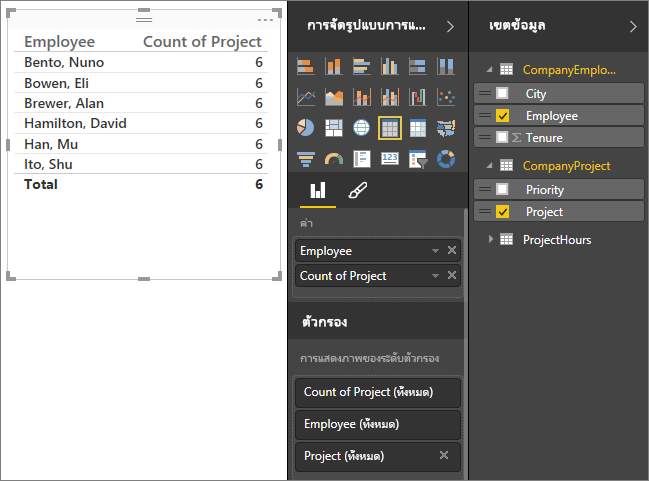 Employee Count of Project
Bento, Nuno 6
Bowen, Eli 6
Brewer, Alan 6
Hamilton, David 6
Han, Mu 6
Ito, Shu 6
Total 6
การจัดรูปแบบการแ...
123
ค่า
Employee
Count of Project
ตัวกรอง
การแสดงภาพของระดับตัวกรอง
Count of Project (ทั้งหมด)
Employee (ทั้งหมด)
Project (ทั้งหมด)
เขตข้อมูล
CompanyEmplo...
City
Employee
Σ Tenure
CompanyProject
Priority
Project
ProjectHours